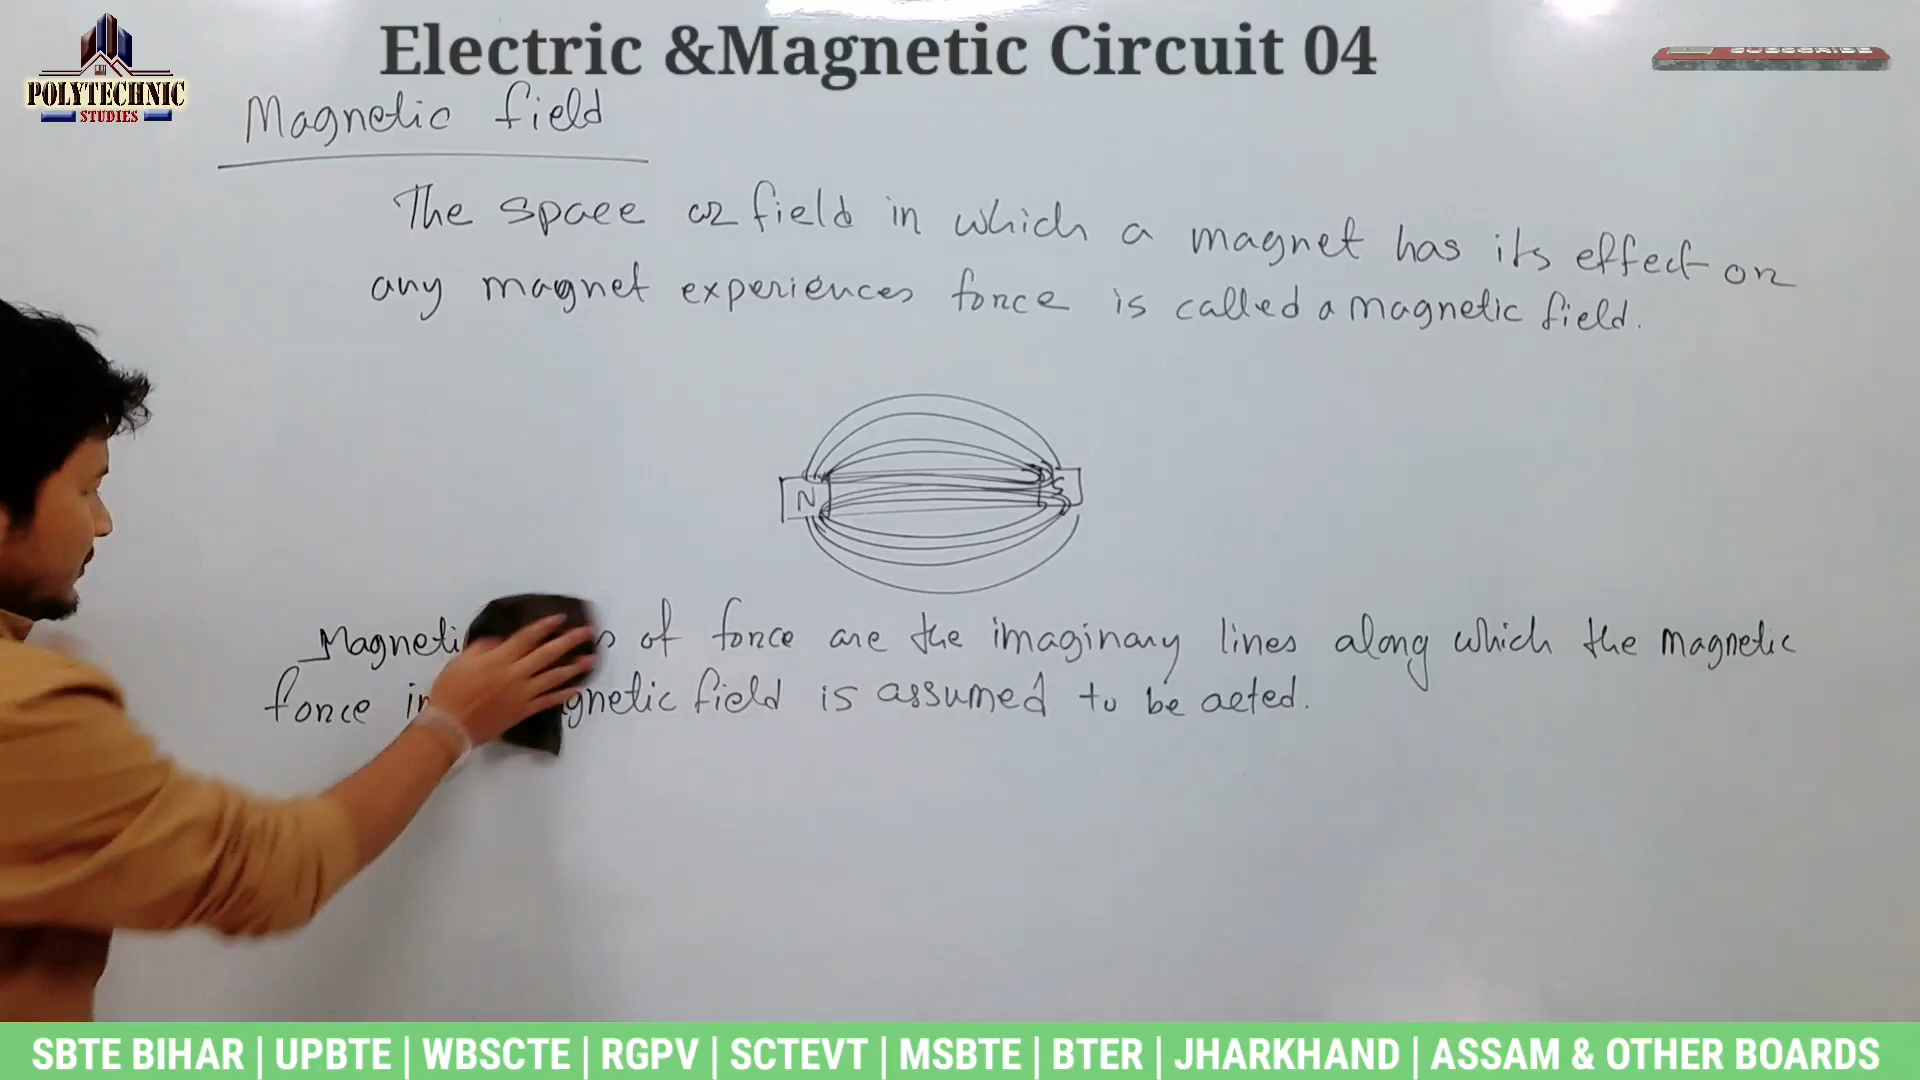 Electric &Magnetic Circuit 04
POLYTECHNIC
STUDIES
SUBSCRIBE
Magnetic field
The space or field in which a magnet has its effect or
any magnet experiences force is called a magnetic field.
N
S
Magneti of force are the imaginary lines along which the magnetic
force in gnetic field is assumed to be acted.
SBTE BIHAR | UPBTE | WBSCTE | RGPV | SCTEVT | MSBTE | BTER | JHARKHAND | ASSAM & OTHER BOARDS